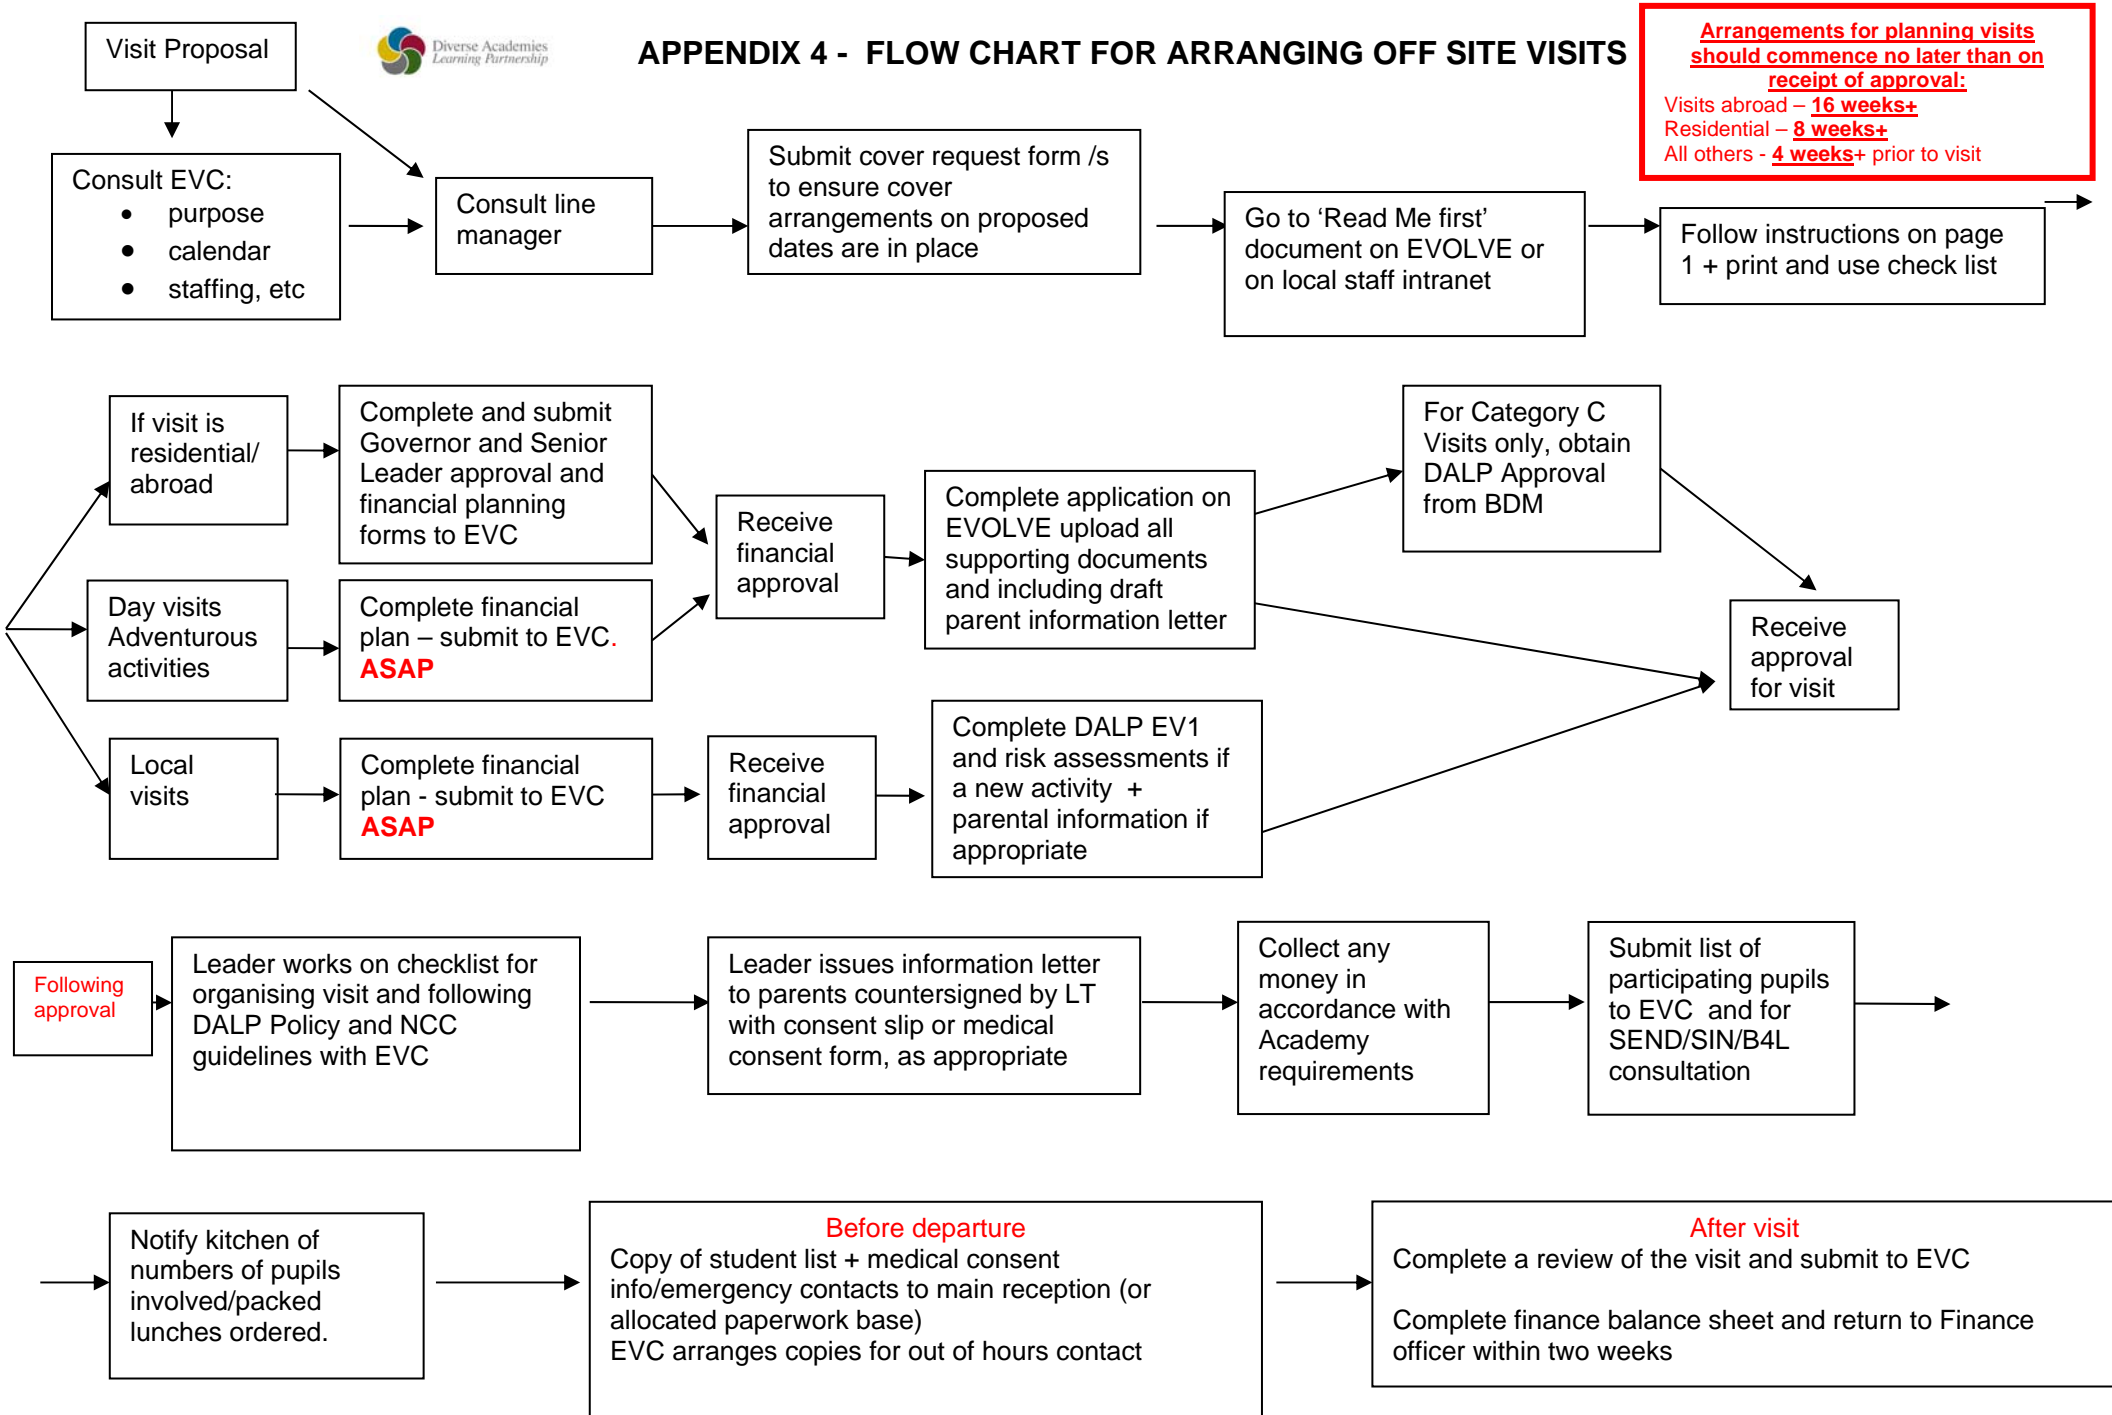 Visit Proposal
Diverse Academies
Learning Partnership
APPENDIX 4 -  FLOW CHART FOR ARRANGING OFF SITE VISITS
Arrangements for planning visits
should commence no later than on
receipt of approval:
Visits abroad – 16 weeks+
Residential – 8 weeks+
All others - 4 weeks+ prior to visit
Consult EVC:
• purpose
• calendar
• staffing, etc
Consult line
manager
Submit cover request form /s
to ensure cover
arrangements on proposed
dates are in place
Go to ‘Read Me first’
document on EVOLVE or
on local staff intranet
Follow instructions on page
1 + print and use check list
If visit is
residential/
abroad
Complete and submit
Governor and Senior
Leader approval and
financial planning
forms to EVC
Receive
financial
approval
Complete application on
EVOLVE upload all
supporting documents
and including draft
parent information letter
For Category C
Visits only, obtain
DALP Approval
from BDM
Day visits
Adventurous
activities
Complete financial
plan – submit to EVC.
ASAP
Receive
approval
for visit
Local
visits
Complete financial
plan - submit to EVC
ASAP
Receive
financial
approval
Complete DALP EV1
and risk assessments if
a new activity  +
parental information if
appropriate
Following
approval
Leader works on checklist for
organising visit and following
DALP Policy and NCC
guidelines with EVC
Leader issues information letter
to parents countersigned by LT
with consent slip or medical
consent form, as appropriate
Collect any
money in
accordance with
Academy
requirements
Submit list of
participating pupils
to EVC  and for
SEND/SIN/B4L
consultation
Notify kitchen of
numbers of pupils
involved/packed
lunches ordered.
Before departure
Copy of student list + medical consent
info/emergency contacts to main reception (or
allocated paperwork base)
EVC arranges copies for out of hours contact
After visit
Complete a review of the visit and submit to EVC
Complete finance balance sheet and return to Finance
officer within two weeks